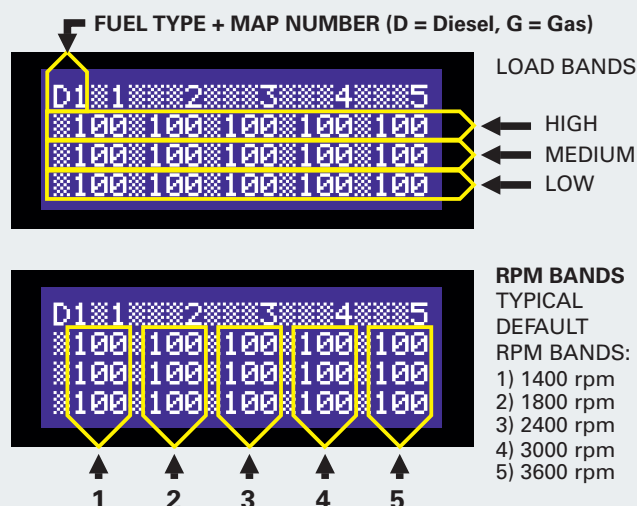 FUEL TYPE + MAP NUMBER (D = Diesel, G = Gas)
LOAD BANDS
D1 1 2 3 4 5
100 100 100 100 100
HIGH
100 100 100 100 100
MEDIUM
100 100 100 100 100
LOW
D1 1 2 3 4 5
100 100 100 100 100
100 100 100 100 100
100 100 100 100 100
1 2 3 4 5
RPM BANDS
TYPICAL
DEFAULT
RPM BANDS:
1) 1400 rpm
2) 1800 rpm
3) 2400 rpm
4) 3000 rpm
5) 3600 rpm